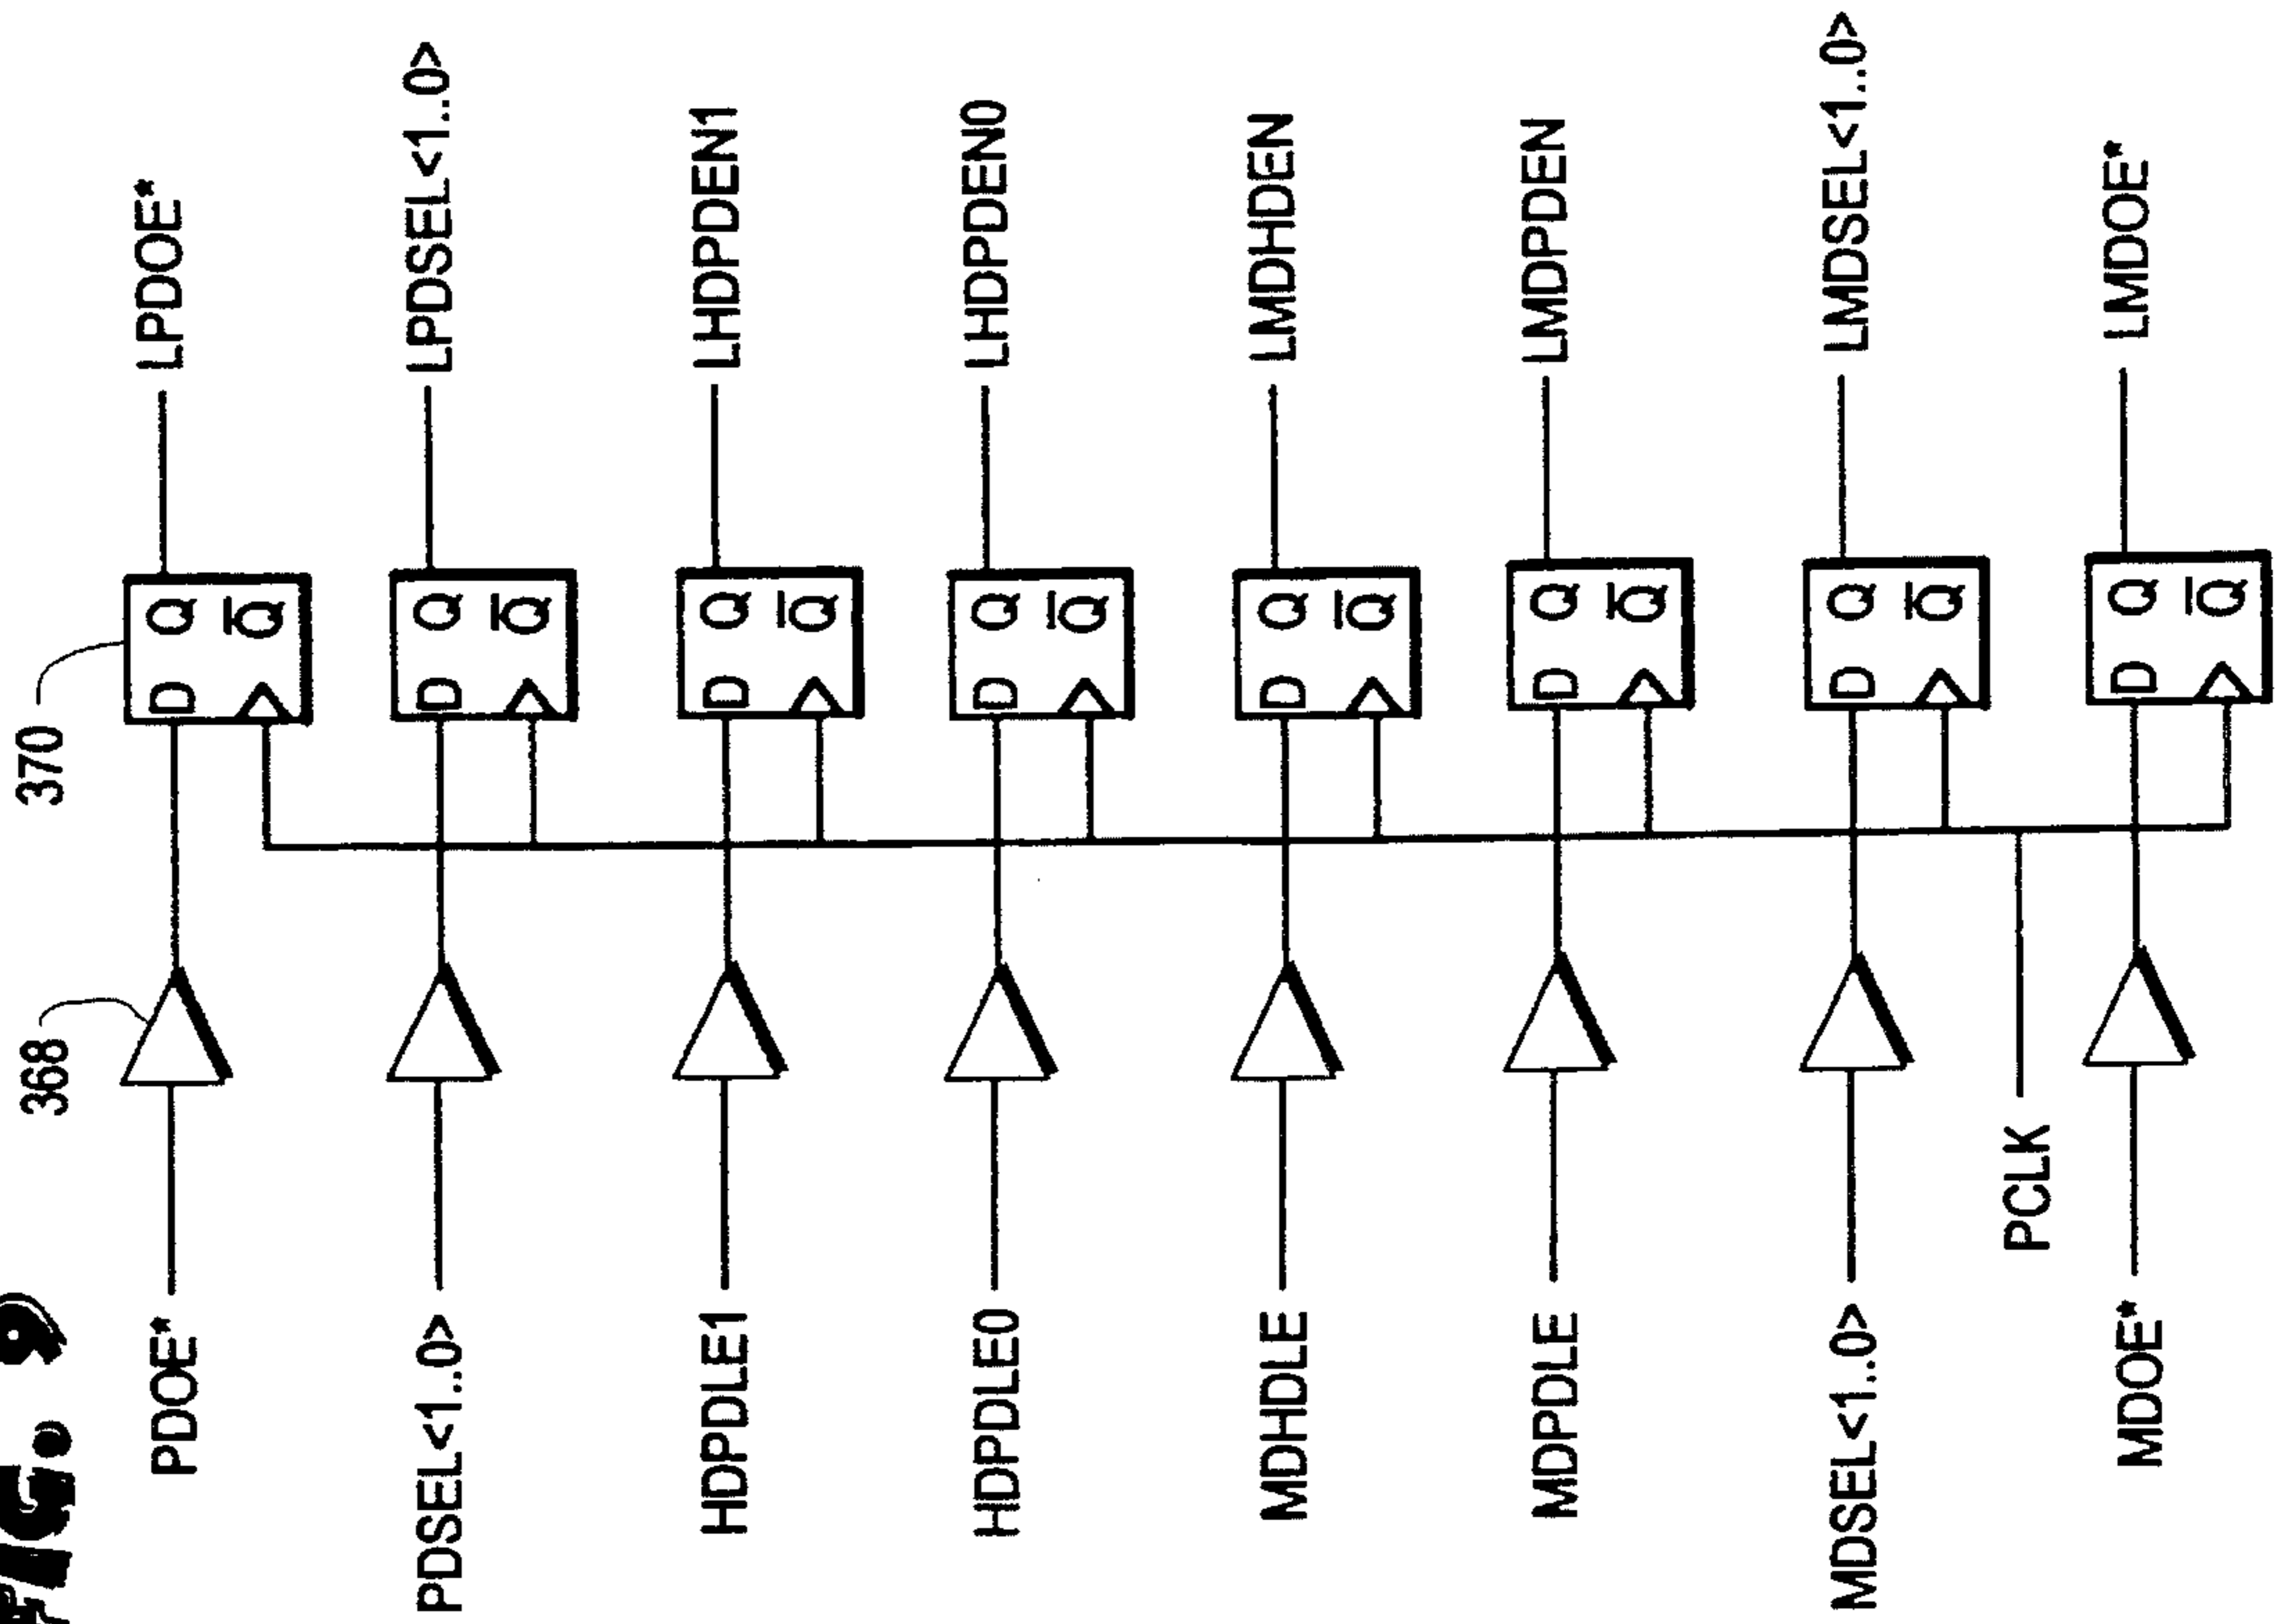 FIG. 9
368
370
PDOE*
D Q
Q
LPDOE*
PDSEL<1..0>
D Q
Q
LPDSEL<1..0>
HDPDLE1
D Q
Q
LHDPDEN1
HDPDLE0
D Q
Q
LHDPDEN0
MDHDLE
D Q
Q
LMDHDEN
MDPDLE
D Q
Q
LMDPDEN
MDSEL<1..0>
D Q
Q
LMDSEL<1..0>
PCLK
MDOE*
D Q
Q
LMDOE*